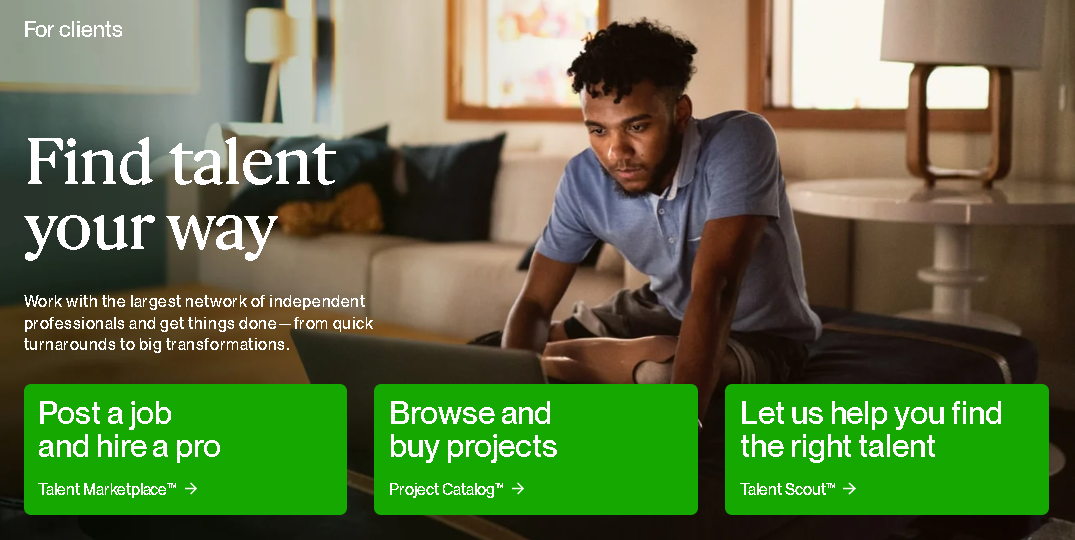 For clients
Find talent
your way
Work with the largest network of independent
professionals and get things done—from quick
turnarounds to big transformations.
Post a job
and hire a pro
Talent Marketplace™ →
Browse and
buy projects
Project Catalog™ →
Let us help you find
the right talent
Talent Scout™ →